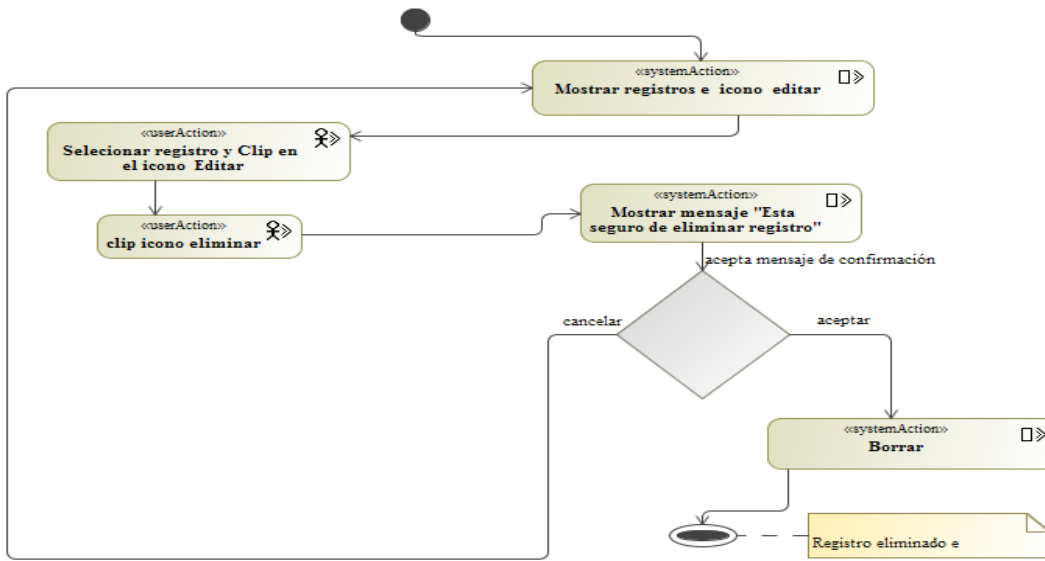 «systemAction»
Mostrar registros e icono editar
«userAction»
Selecionar registro y Clip en
el icono Editar
«userAction»
clip icono eliminar
«systemAction»
Mostrar mensaje "Esta
seguro de eliminar registro"
acepta mensaje de confirmación
cancelar
aceptar
«systemAction»
Borrar
Registro eliminado e